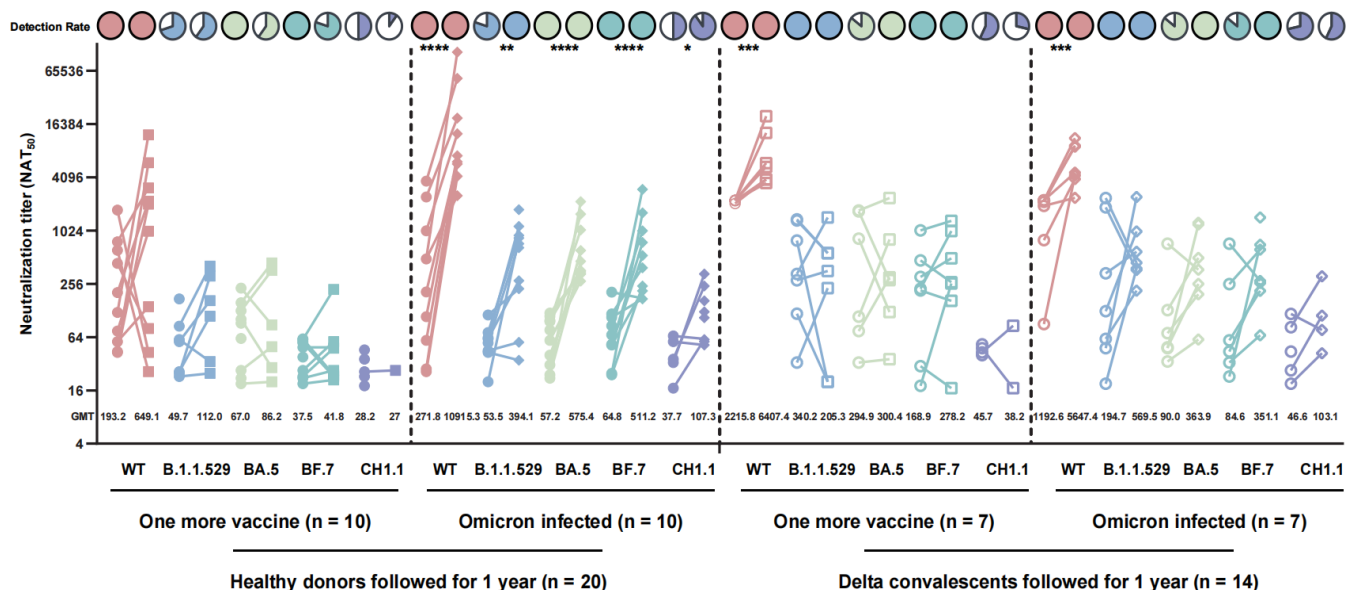 Detection Rate
**** ** **** **** * *** ***
Neutralization titer (NAT50)
65536
16384
4096
1024
256
64
16
GMT 193.2 649.1 49.7 112.0 67.0 86.2 37.5 41.8 28.2 27 271.8 1091 5.3 53.5 394.1 57.2 575.4 64.8 511.2 37.7 107.3 2215.8 6407.4 340.2 205.3 294.9 300.4 168.9 278.2 45.7 38.2 1192.6 5647.4 194.7 569.5 90.0 363.9 84.6 351.1 46.6 103.1
4
WT B.1.1.529 BA.5 BF.7 CH1.1 WT B.1.1.529 BA.5 BF.7 CH1.1 WT B.1.1.529 BA.5 BF.7 CH1.1 WT B.1.1.529 BA.5 BF.7 CH1.1
One more vaccine (n = 10) Omicron infected (n = 10) One more vaccine (n = 7) Omicron infected (n = 7)
Healthy donors followed for 1 year (n = 20) Delta convalescents followed for 1 year (n = 14)